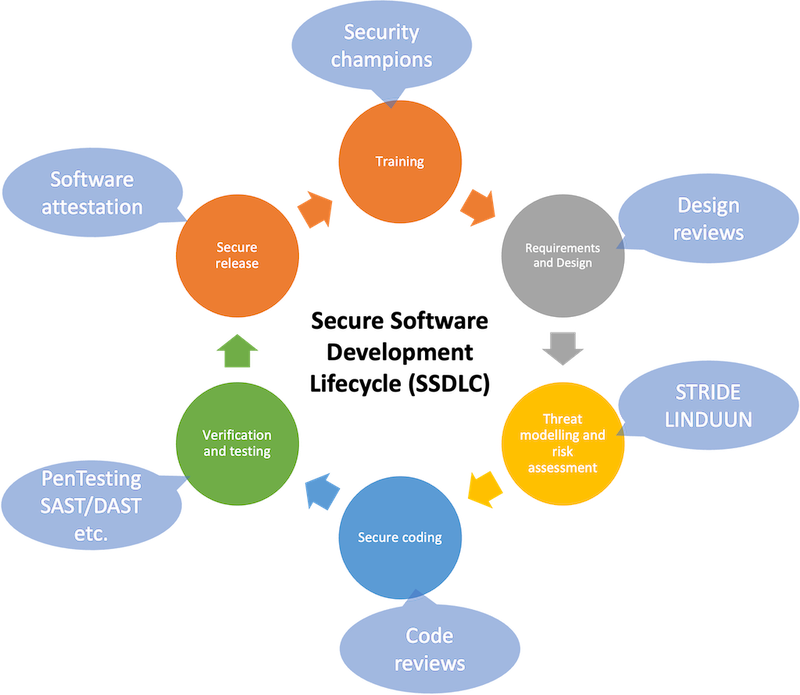 Security
champions
Training
Software
attestation
Secure
release
Requirements
and Design
Design
reviews
Secure Software
Development
Lifecycle (SSDLC)
Verification
and testing
Threat
modelling and
risk
assessment
STRIDE
LINDUUN
PenTesting
SAST/DAST
etc.
Secure coding
Code
reviews